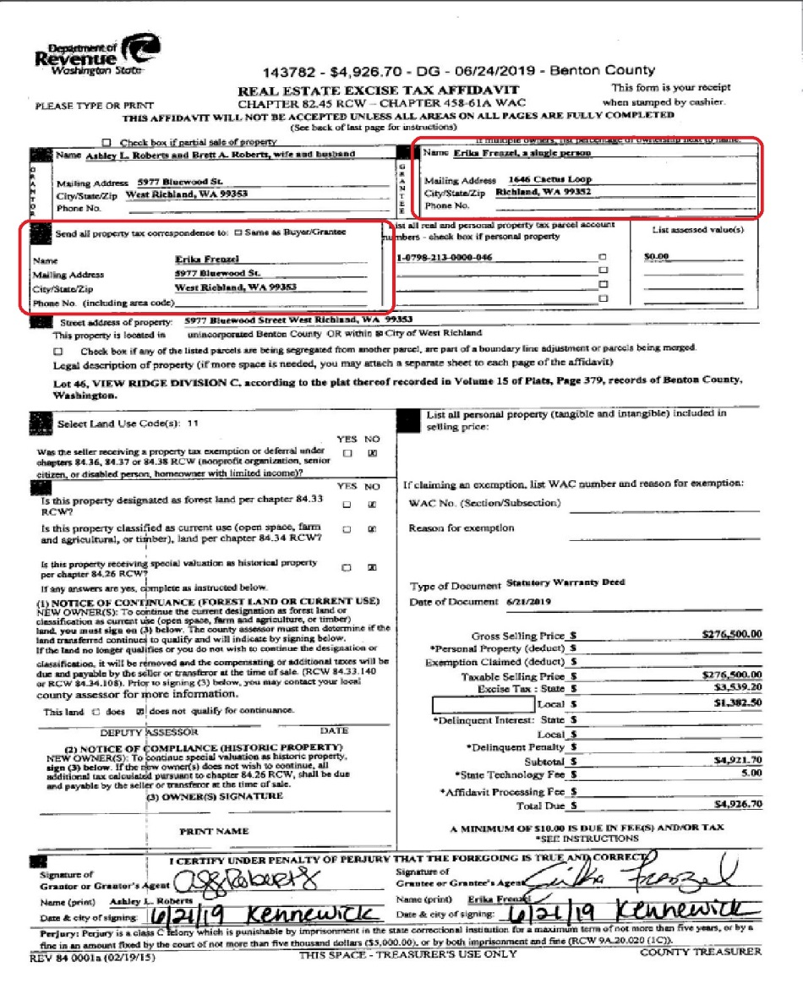 Department of
Revenue
Washington State
143782 - $4,926.70 - DG - 06/24/2019 - Benton County
REAL ESTATE EXCISE TAX AFFIDAVIT
This form is your receipt
PLEASE TYPE OR PRINT
CHAPTER 82.45 RCW – CHAPTER 458-61A WAC
when stamped by cashier.
THIS AFFIDAVIT WILL NOT BE ACCEPTED UNLESS ALL AREAS ON ALL PAGES ARE FULLY COMPLETED
(See back of last page for instructions)
☐ Check box if partial sale of property
If multiple owners, list percentage of ownership next to name.
GRANTOR
Name Ashley L. Roberts and Brett A. Roberts, wife and husband
Mailing Address 5977 Bluewood St.
City/State/Zip West Richland, WA 99353
Phone No.
GRANTEE
Name Erika Frenzel, a single person
Mailing Address 1646 Cactus Loop
City/State/Zip Richland, WA 99352
Phone No.
Send all property tax correspondence to: ☐ Same as Buyer/Grantee
Name Erika Frenzel
Mailing Address 5977 Bluewood St.
City/State/Zip West Richland, WA 99353
Phone No. (including area code)
List all real and personal property tax parcel account
numbers - check box if personal property
1-0798-213-0000-046 ☐
☐
☐
☐
List assessed value(s)
$0.00
Street address of property: 5977 Bluewood Street West Richland, WA 99353
This property is located in unincorporated Benton County OR within ☒ City of West Richland
☐ Check box if any of the listed parcels are being segregated from another parcel, are part of a boundary line adjustment or parcels being merged.
Legal description of property (if more space is needed, you may attach a separate sheet to each page of the affidavit)
Lot 46, VIEW RIDGE DIVISION C, according to the plat thereof recorded in Volume 15 of Plats, Page 379, records of Benton County,
Washington.
Select Land Use Code(s): 11
YES NO
Was the seller receiving a property tax exemption or deferral under ☐ ☒
chapters 84.36, 84.37 or 84.38 RCW (nonprofit organization, senior
citizen, or disabled person, homeowner with limited income)?
YES NO
Is this property designated as forest land per chapter 84.33 ☐ ☒
RCW?
Is this property classified as current use (open space, farm ☐ ☒
and agricultural, or timber), land per chapter 84.34 RCW?
Is this property receiving special valuation as historical property ☐ ☒
per chapter 84.26 RCW?
If any answers are yes, complete as instructed below.
(1) NOTICE OF CONTINUANCE (FOREST LAND OR CURRENT USE)
NEW OWNER(S): To continue the current designation as forest land or
classification as current use (open space, farm and agriculture, or timber)
land, you must sign on (3) below. The county assessor must then determine if the
land transferred continues to qualify and will indicate by signing below.
If the land no longer qualifies or you do not wish to continue the designation or
classification, it will be removed and the compensating or additional taxes will be
due and payable by the seller or transferor at the time of sale. (RCW 84.33.140
or RCW 84.34.108). Prior to signing (3) below, you may contact your local
county assessor for more information.
This land ☐ does ☒ does not qualify for continuance.
DEPUTY ASSESSOR DATE
(2) NOTICE OF COMPLIANCE (HISTORIC PROPERTY)
NEW OWNER(S): To continue special valuation as historic property,
sign (3) below. If the new owner(s) does not wish to continue, all
additional tax calculated pursuant to chapter 84.26 RCW, shall be due
and payable by the seller or transferor at the time of sale.
(3) OWNER(S) SIGNATURE
PRINT NAME
List all personal property (tangible and intangible) included in
selling price:
If claiming an exemption, list WAC number and reason for exemption:
WAC No. (Section/Subsection)
Reason for exemption
Type of Document Statutory Warranty Deed
Date of Document 6/21/2019
Gross Selling Price $ $276,500.00
*Personal Property (deduct) $
Exemption Claimed (deduct) $
Taxable Selling Price $ $276,500.00
Excise Tax : State $ $3,539.20
Local $ $1,382.50
*Delinquent Interest: State $
Local $
*Delinquent Penalty $
Subtotal $ $4,921.70
*State Technology Fee $ 5.00
*Affidavit Processing Fee $
Total Due $ $4,926.70
A MINIMUM OF $10.00 IS DUE IN FEE(S) AND/OR TAX
*SEE INSTRUCTIONS
I CERTIFY UNDER PENALTY OF PERJURY THAT THE FOREGOING IS TRUE AND CORRECT
Signature of
Grantor or Grantor's Agent
Name (print) Ashley L. Roberts
Date & city of signing: 6/21/19 Kennewick
Signature of
Grantee or Grantee's Agent Erika Frenzel
Name (print) Erika Frenzel
Date & city of signing: 6/21/19 Kennewick
Perjury: Perjury is a class C felony which is punishable by imprisonment in the state correctional institution for a maximum term of not more than five years, or by a
fine in an amount fixed by the court of not more than five thousand dollars ($5,000.00), or by both imprisonment and fine (RCW 9A.20.020 (1C)).
REV 84 0001a (02/19/15)
THIS SPACE - TREASURER'S USE ONLY
COUNTY TREASURER